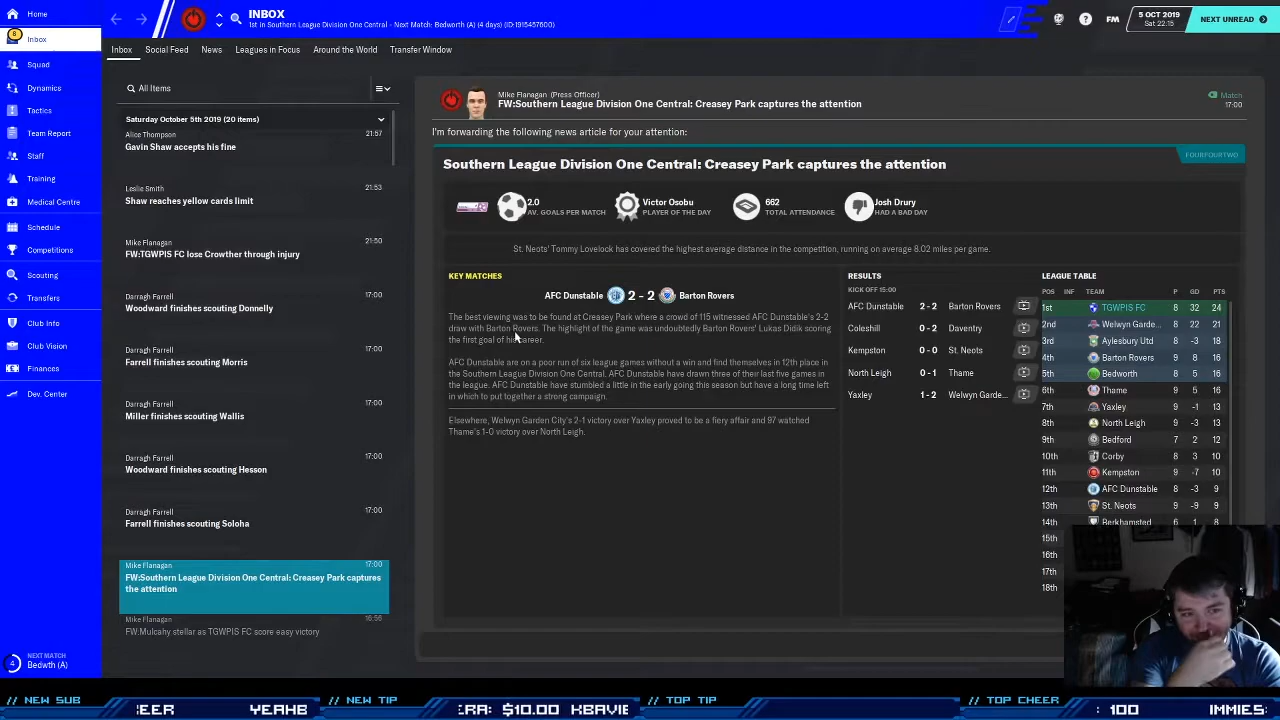 Home
Inbox
8
Squad
Dynamics
Tactics
Team Report
Staff
Training
Medical Centre
Schedule
Competitions
Scouting
Transfers
Club Info
Club Vision
Finances
Dev. Center
4
NEXT MATCH
Bedwth (A)
INBOX
1st in Southern League Division One Central - Next Match: Bedworth (A) (4 days) (ID:1915457600)
FM
5 OCT 2019
SAT 22:15
NEXT UNREAD
Inbox
Social Feed
News
Leagues in Focus
Around the World
Transfer Window
All Items
Saturday October 5th 2019 (20 items)
Alice Thompson 21:57
Gavin Shaw accepts his fine
Leslie Smith 21:53
Shaw reaches yellow cards limit
Mike Flanagan 21:50
FW:TGWPIS FC lose Crowther through injury
Darragh Farrell 17:00
Woodward finishes scouting Donnelly
Darragh Farrell 17:00
Farrell finishes scouting Morris
Darragh Farrell 17:00
Miller finishes scouting Wallis
Darragh Farrell 17:00
Woodward finishes scouting Hesson
Darragh Farrell 17:00
Farrell finishes scouting Soloha
Mike Flanagan 17:00
FW:Southern League Division One Central: Creasey Park captures
the attention
Mike Flanagan 16:56
FW:Mulcahy stellar as TGWPIS FC score easy victory
Mike Flanagan (Press Officer)
FW:Southern League Division One Central: Creasey Park captures the attention
Match
17:00
I'm forwarding the following news article for your attention:
Southern League Division One Central: Creasey Park captures the attention
FOURFOURTWO
2.0
AV. GOALS PER MATCH
Victor Osobu
PLAYER OF THE DAY
662
TOTAL ATTENDANCE
Josh Drury
HAD A BAD DAY
St. Neots' Tommy Lovelock has covered the highest average distance in the competition, running on average 8.02 miles per game.
KEY MATCHES
AFC Dunstable 2 - 2 Barton Rovers
The best viewing was to be found at Creasey Park where a crowd of 115 witnessed AFC Dunstable's 2-2
draw with Barton Rovers. The highlight of the game was undoubtedly Barton Rovers' Lukas Didik scoring
the first goal of his career.
AFC Dunstable are on a poor run of six league games without a win and find themselves in 12th place in
the Southern League Division One Central. AFC Dunstable have drawn three of their last five games in
the league. AFC Dunstable have stumbled a little in the early going this season but have a long time left
in which to put together a strong campaign.
Elsewhere, Welwyn Garden City's 2-1 victory over Yaxley proved to be a fiery affair and 97 watched
Thame's 1-0 victory over North Leigh.
RESULTS
KICK OFF 15:00
AFC Dunstable 2 - 2 Barton Rovers
Coleshill 0 - 2 Daventry
Kempston 0 - 0 St. Neots
North Leigh 0 - 1 Thame
Yaxley 1 - 2 Welwyn Garde...
LEAGUE TABLE
POS INF TEAM P GD PTS
1st TGWPIS FC 8 32 24
2nd Welwyn Garde... 8 22 21
3rd Aylesbury Utd 8 -3 18
4th Barton Rovers 9 8 16
5th Bedworth 8 5 16
6th Thame 9 5 16
7th Yaxley 9 -1 13
8th North Leigh 9 -3 13
9th Bedford 7 2 12
10th Corby 8 3 10
11th Kempston 9 -7 10
12th AFC Dunstable 8 -3 9
13th St. Neots 9 -9 9
14th Berkhamsted 6 1 8
15th
16th
17th
18th
// NEW SUB
EER YEAHB
// NEW TIP
ERA: $10.00 KBAVIE
// TOP TIP
// TOP CHEER
: 100 IMMIES